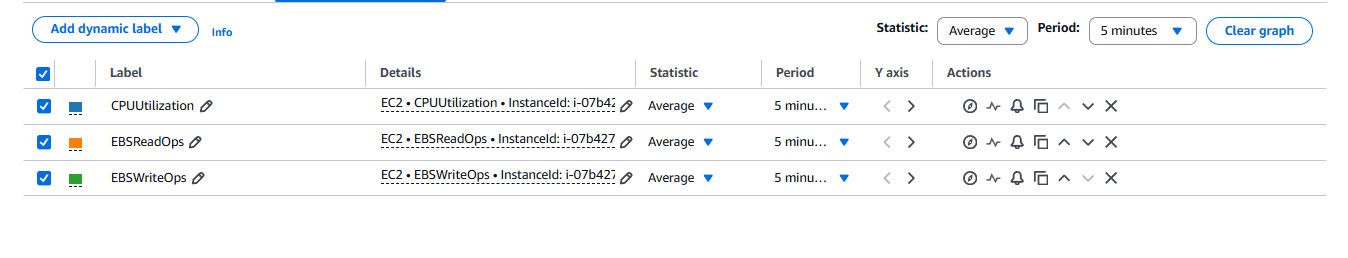 Add dynamic label Info Statistic: Average Period: 5 minutes Clear graph
Label Details Statistic Period Y axis Actions
CPUUtilization EC2 • CPUUtilization • InstanceId: i-07b42 Average 5 minu...
EBSReadOps EC2 • EBSReadOps • InstanceId: i-07b427 Average 5 minu...
EBSWriteOps EC2 • EBSWriteOps • InstanceId: i-07b427 Average 5 minu...